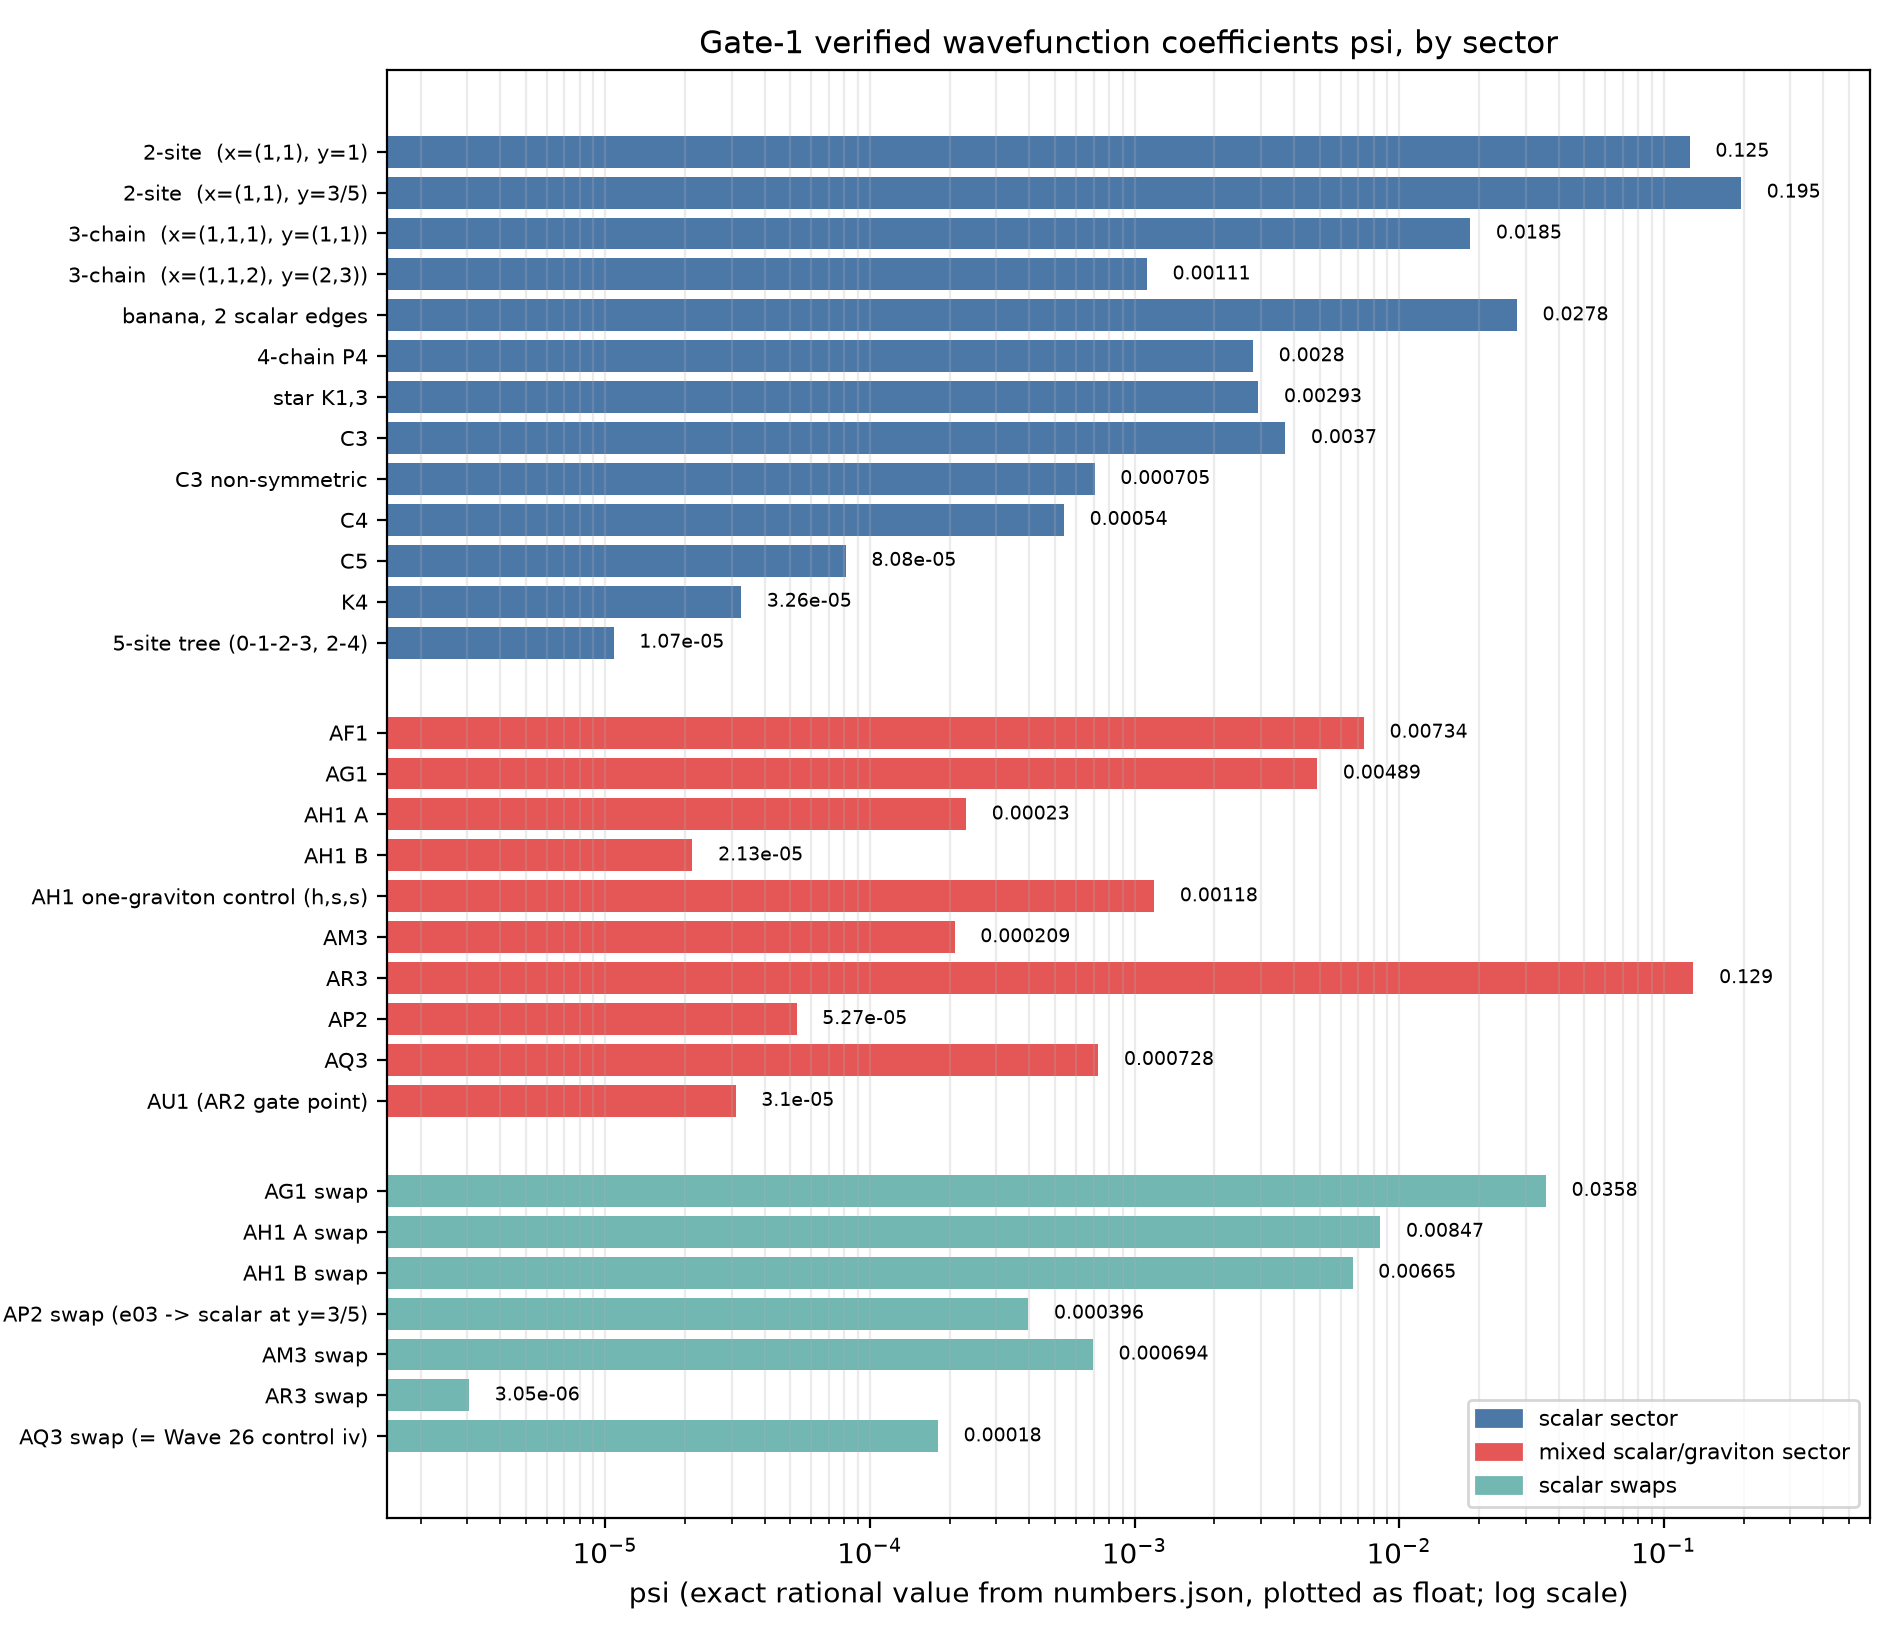 Gate-1 verified wavefunction coefficients psi, by sector
2-site (x=(1,1), y=1) 0.125
2-site (x=(1,1), y=3/5) 0.195
3-chain (x=(1,1,1), y=(1,1)) 0.0185
3-chain (x=(1,1,2), y=(2,3)) 0.00111
banana, 2 scalar edges 0.0278
4-chain P4 0.0028
star K1,3 0.00293
C3 0.0037
C3 non-symmetric 0.000705
C4 0.00054
C5 8.08e-05
K4 3.26e-05
5-site tree (0-1-2-3, 2-4) 1.07e-05
AF1 0.00734
AG1 0.00489
AH1 A 0.00023
AH1 B 2.13e-05
AH1 one-graviton control (h,s,s) 0.00118
AM3 0.000209
AR3 0.129
AP2 5.27e-05
AQ3 0.000728
AU1 (AR2 gate point) 3.1e-05
AG1 swap 0.0358
AH1 A swap 0.00847
AH1 B swap 0.00665
AP2 swap (e03 -> scalar at y=3/5) 0.000396
AM3 swap 0.000694
AR3 swap 3.05e-06
AQ3 swap (= Wave 26 control iv) 0.00018
scalar sector
mixed scalar/graviton sector
scalar swaps
10⁻⁵ 10⁻⁴ 10⁻³ 10⁻² 10⁻¹
psi (exact rational value from numbers.json, plotted as float; log scale)